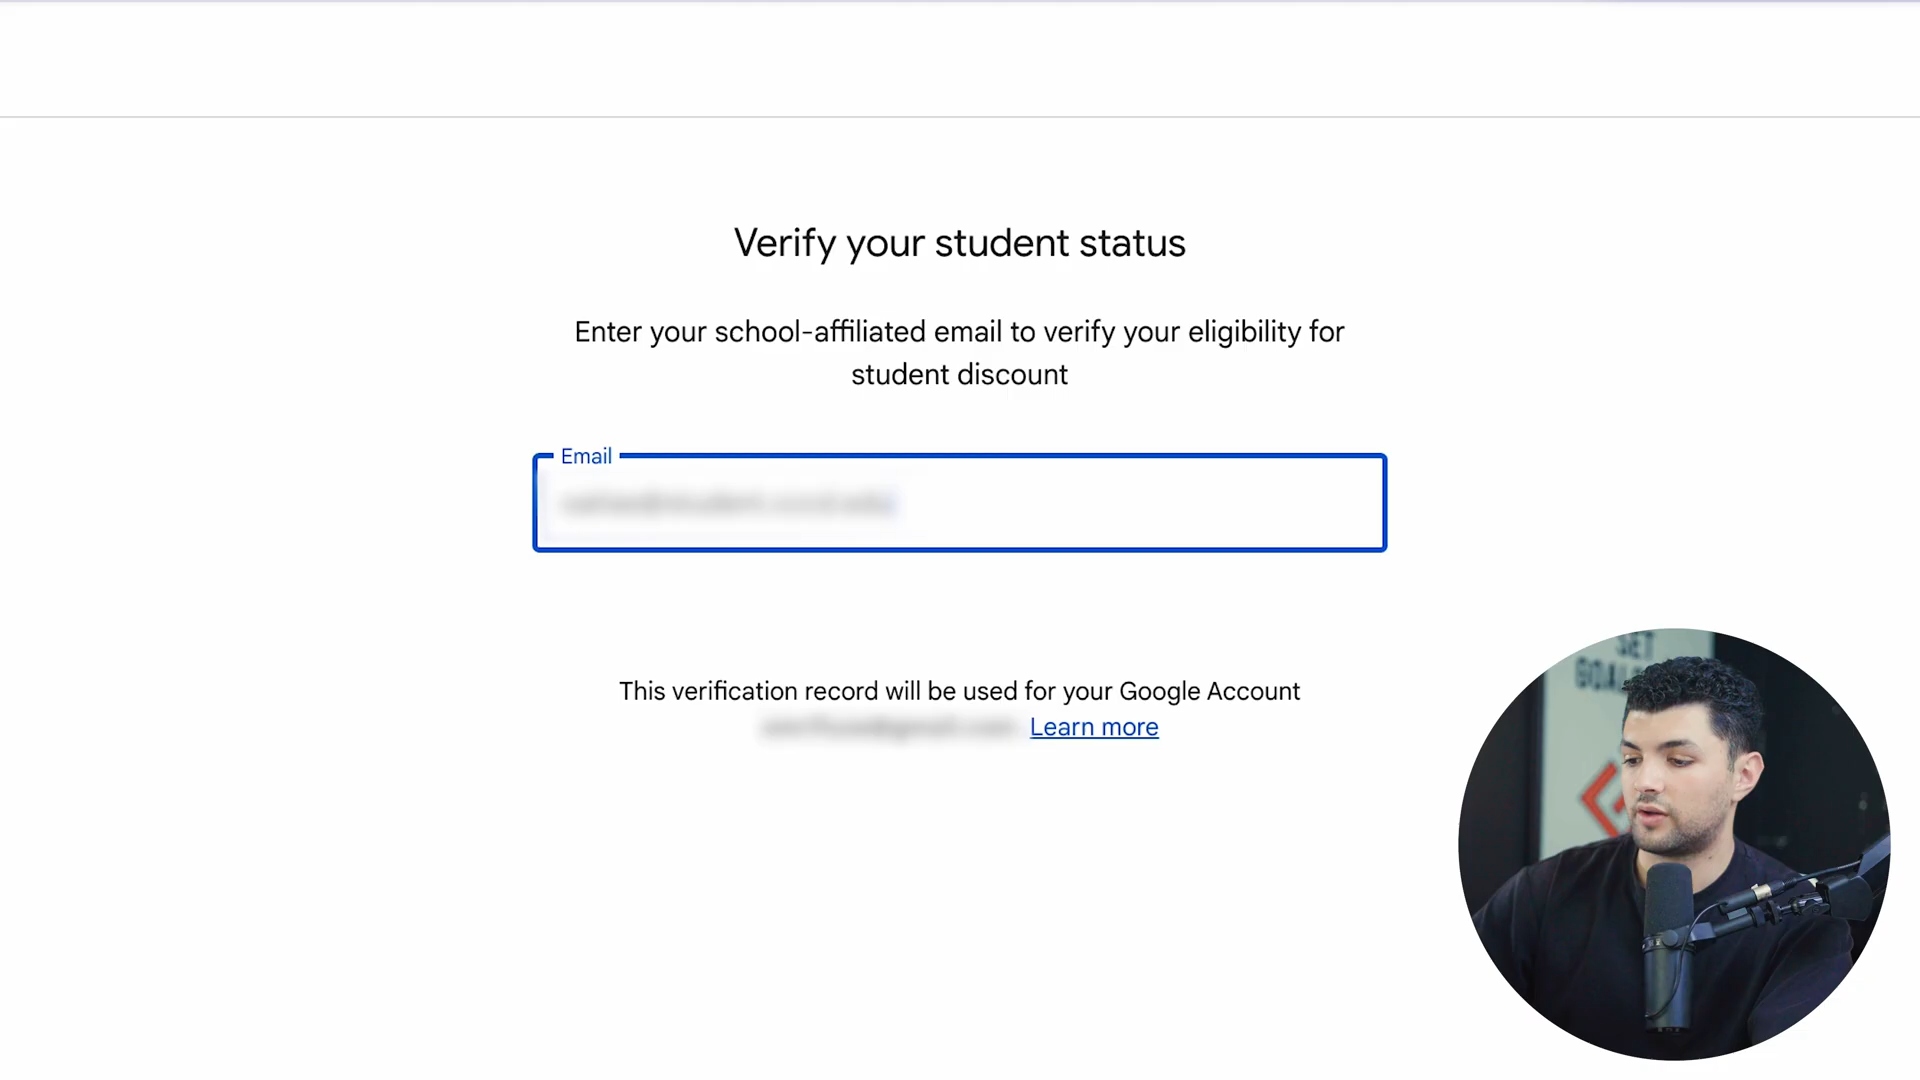 Verify your student status
Enter your school-affiliated email to verify your eligibility for
student discount
Email
This verification record will be used for your Google Account
Learn more
SET